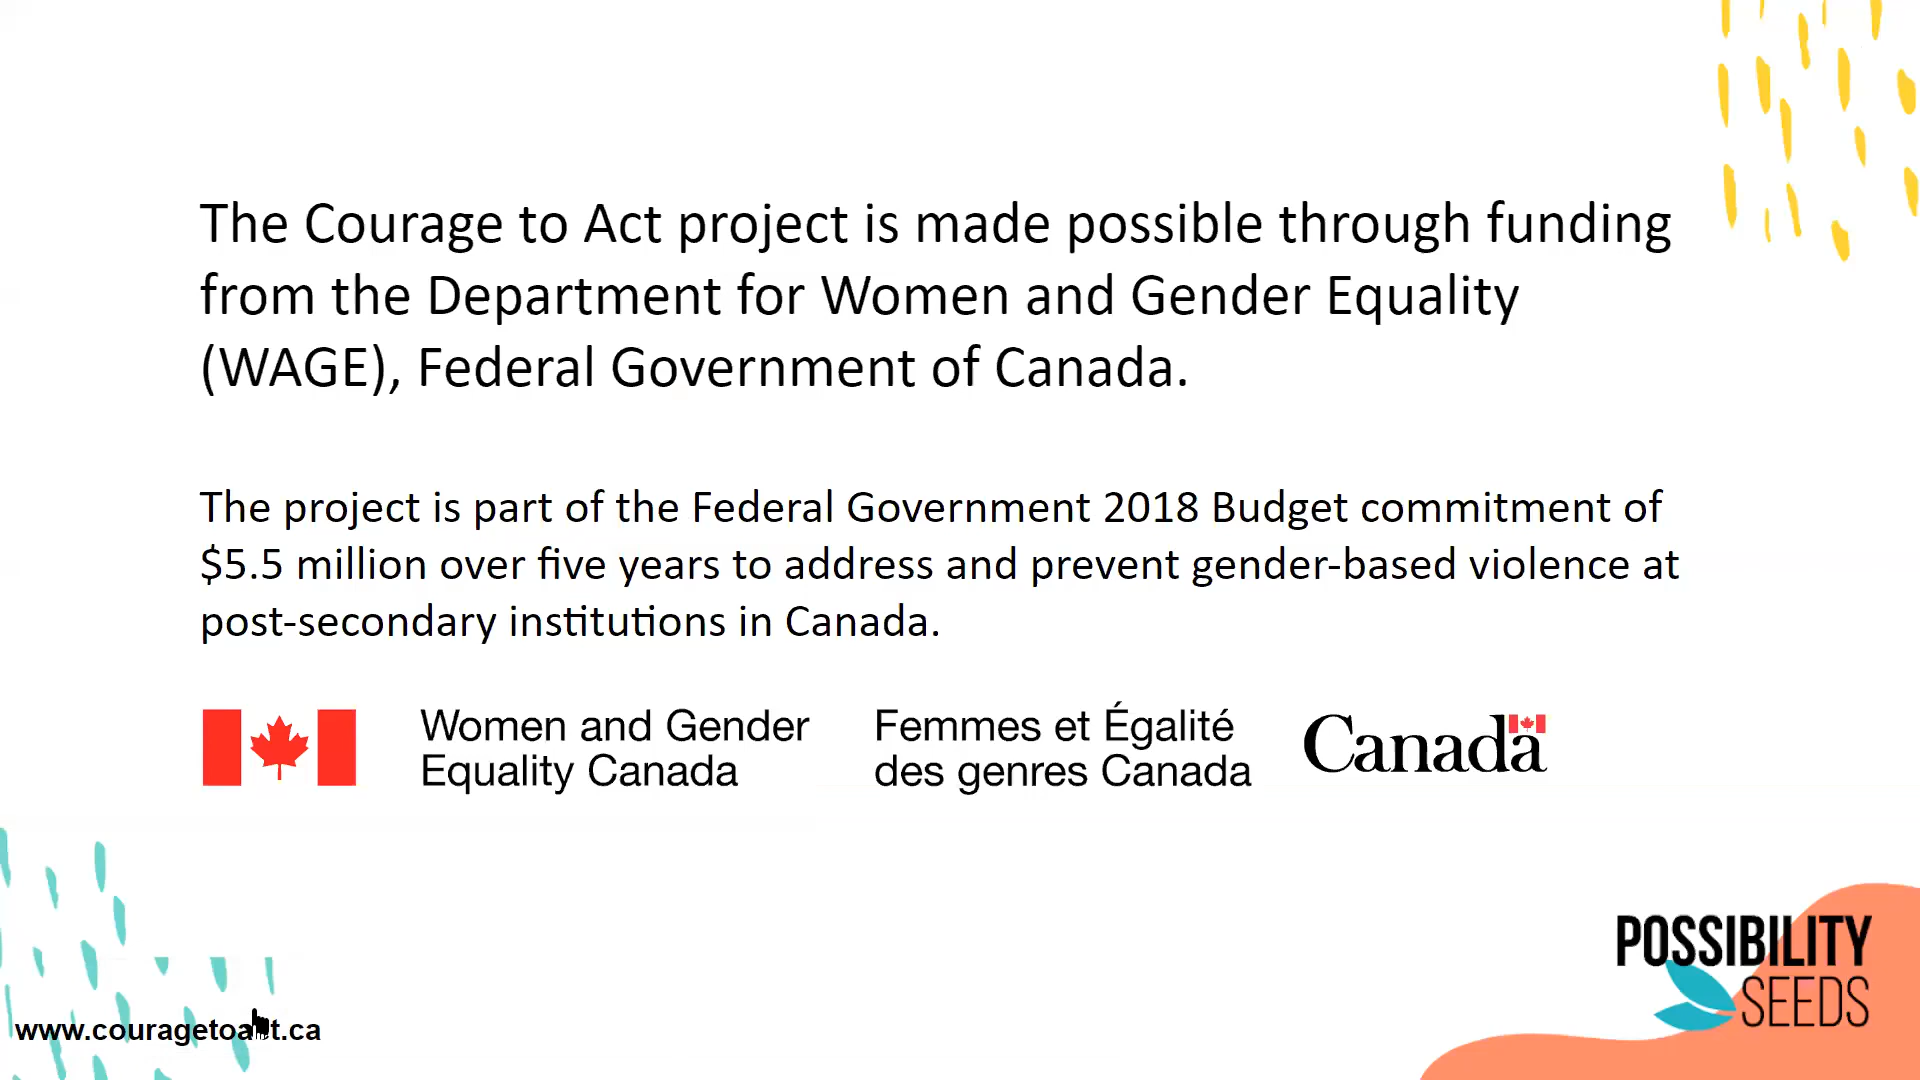 The Courage to Act project is made possible through funding
from the Department for Women and Gender Equality
(WAGE), Federal Government of Canada.
The project is part of the Federal Government 2018 Budget commitment of
$5.5 million over five years to address and prevent gender-based violence at
post-secondary institutions in Canada.
Women and Gender
Equality Canada
Femmes et Égalité
des genres Canada
Canada
POSSIBILITY
SEEDS
www.couragetoact.ca